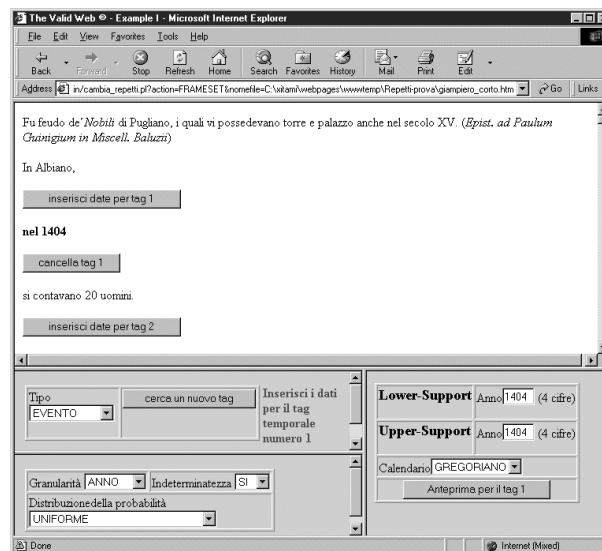 The Valid Web © - Example I - Microsoft Internet Explorer
File Edit View Favorites Tools Help
Back Forward Stop Refresh Home Search Favorites History Mail Print Edit
Address in/cambia_repetti.pl?action=FRAMESET&nomefile=C:\xitami\webpages\wwwtemp\Repetti-prova\giampiero_corto.htm Go Links
Fu feudo de' Nobili di Pugliano, i quali vi possedevano torre e palazzo anche nel secolo XV. (Epist. ad Paulum
Guinigium in Miscell. Baluzii)
In Albiano,
inserisci date per tag 1
nel 1404
cancella tag 1
si contavano 20 uomini.
inserisci date per tag 2
Tipo
EVENTO
cerca un nuovo tag
Inserisci i dati
per il tag
temporale
numero 1
Granularità ANNO Indeterminatezza SI
Distribuzionedella probabilità
UNIFORME
Lower-Support Anno 1404 (4 cifre)
Upper-Support Anno 1404 (4 cifre)
Calendario GREGORIANO
Anteprima per il tag 1
Done Internet (Mixed)